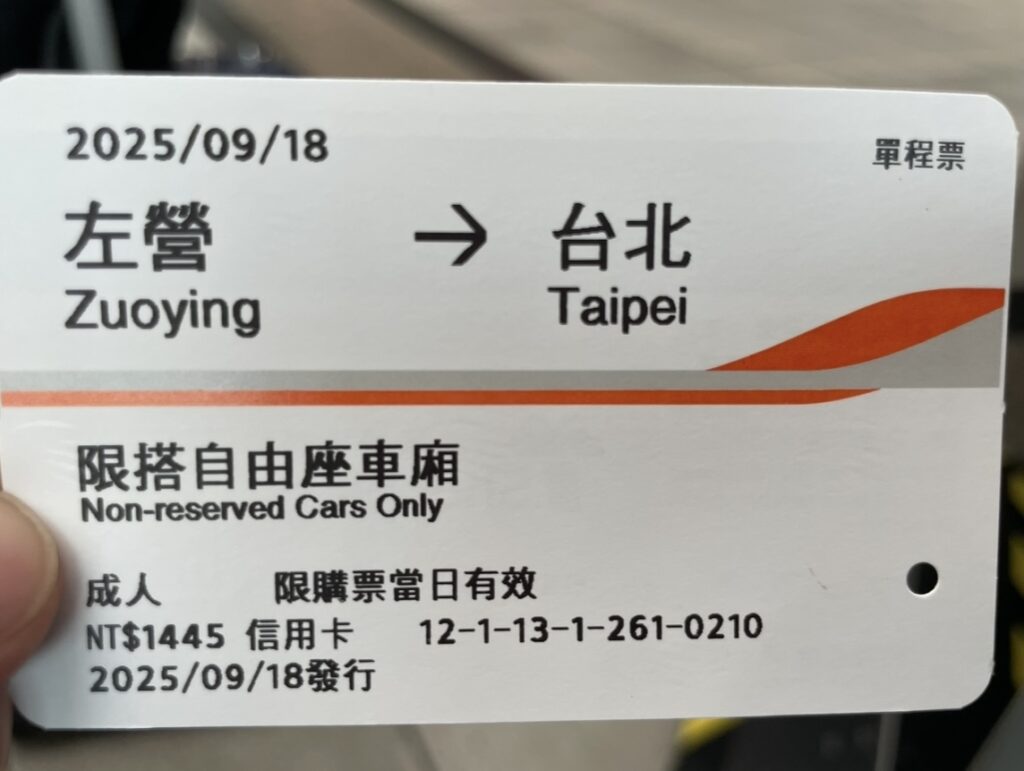 2025/09/18 單程票
左營 → 台北
Zuoying Taipei
限搭自由座車廂
Non-reserved Cars Only
成人 限購票當日有效
NT$1445 信用卡 12-1-13-1-261-0210
2025/09/18發行